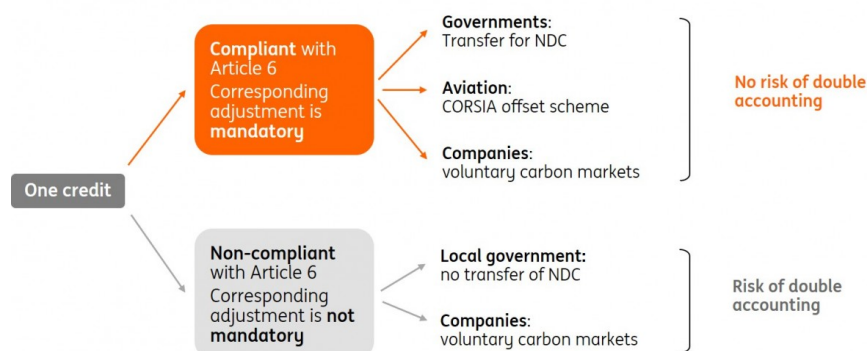 One credit
Compliant with
Article 6
Corresponding
adjustment is
mandatory
Governments:
Transfer for NDC
Aviation:
CORSIA offset scheme
Companies:
voluntary carbon markets
No risk of double
accounting
Non-compliant
with Article 6
Corresponding
adjustment is not
mandatory
Local government:
no transfer of NDC
Companies:
voluntary carbon markets
Risk of double
accounting